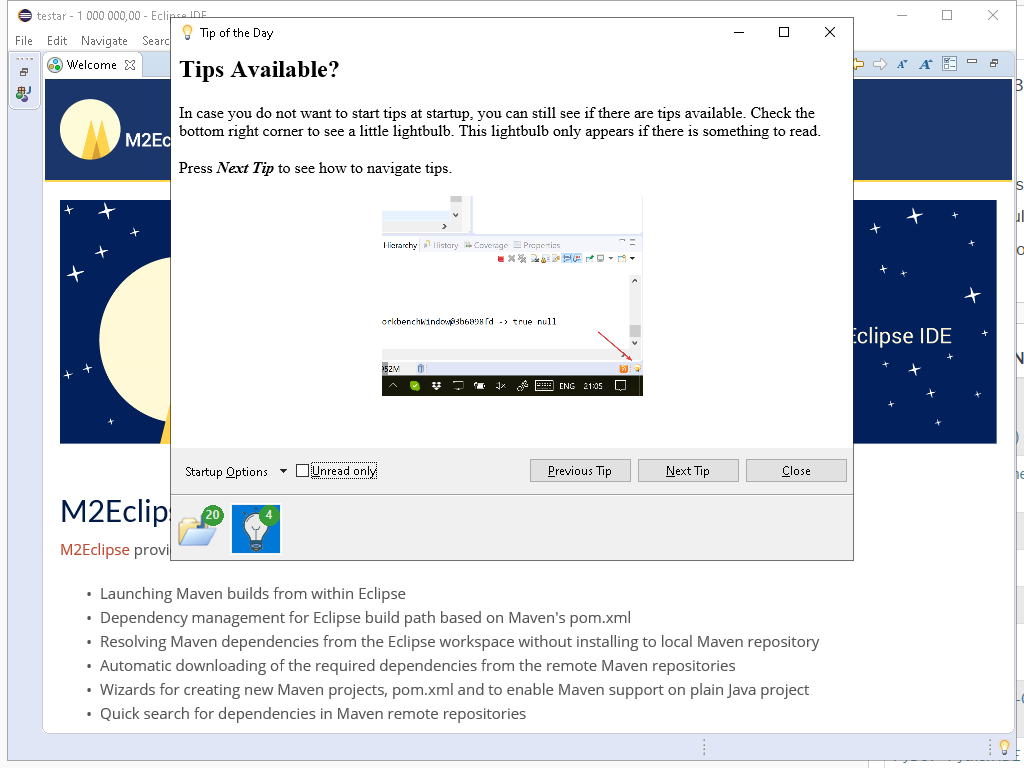 testar - 1 000 000,00 - Eclipse IDE
File Edit Navigate Searc
Welcome
M2Ec
Eclipse IDE
M2Eclip
M2Eclipse provi
• Launching Maven builds from within Eclipse
• Dependency management for Eclipse build path based on Maven's pom.xml
• Resolving Maven dependencies from the Eclipse workspace without installing to local Maven repository
• Automatic downloading of the required dependencies from the remote Maven repositories
• Wizards for creating new Maven projects, pom.xml and to enable Maven support on plain Java project
• Quick search for dependencies in Maven remote repositories
Tip of the Day
Tips Available?
In case you do not want to start tips at startup, you can still see if there are tips available. Check the
bottom right corner to see a little lightbulb. This lightbulb only appears if there is something to read.
Press Next Tip to see how to navigate tips.
Hierarchy History Coverage Properties
orkbenchWindow@3b6098fd -> true null
952M
ENG 21:05
Startup Options Unread only Previous Tip Next Tip Close
20 4